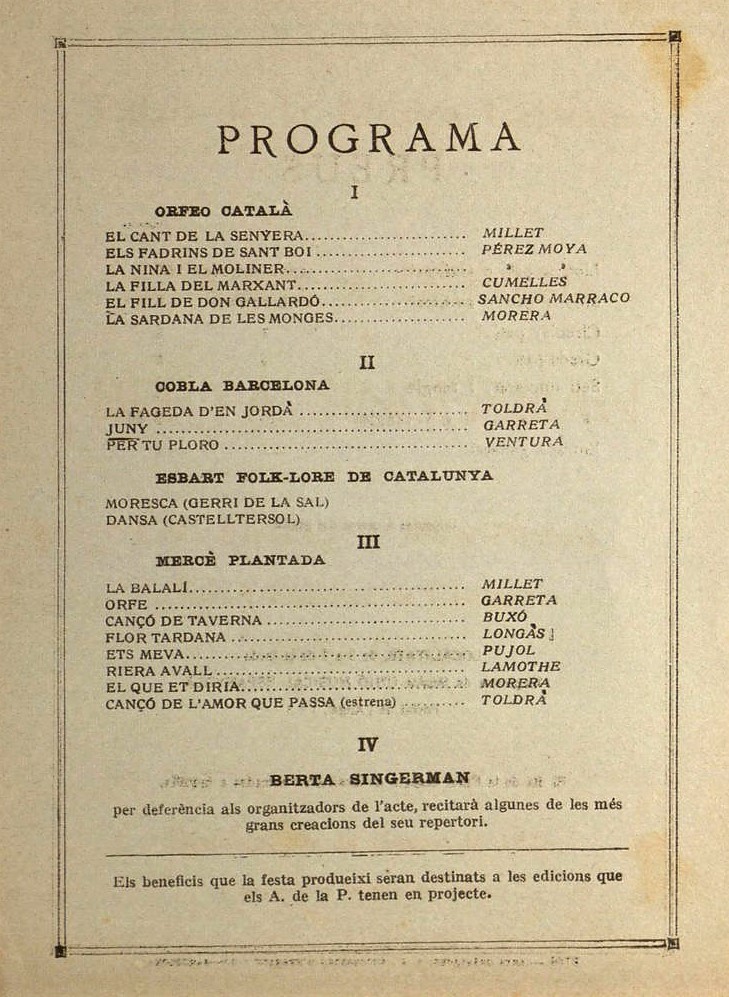 PROGRAMA
I
ORFEO CATALÀ
EL CANT DE LA SENYERA........................ MILLET
ELS FADRINS DE SANT BOI ...................... PÉREZ MOYA
LA NINA I EL MOLINER.......................... » »
LA FILLA DEL MARXANT......................... CUMELLES
EL FILL DE DON GALLARDÓ..................... SANCHO MARRACO
LA SARDANA DE LES MONGES.................... MORERA
II
COBLA BARCELONA
LA FAGEDA D'EN JORDÀ ......................... TOLDRÀ
JUNY ............................................. GARRETA
PER TU PLORO ................................... VENTURA
ESBART FOLK-LORE DE CATALUNYA
MORESCA (GERRI DE LA SAL)
DANSA (CASTELLTERSOL)
III
MERCÈ PLANTADA
LA BALALÍ........................................ MILLET
ORFE ............................................. GARRETA
CANÇÓ DE TAVERNA .............................. BUXÓ
FLOR TARDANA ................................... LONGÀS
ETS MEVA......................................... PUJOL
RIERA AVALL ..................................... LAMOTHE
EL QUE ET DIRIA.................................. MORERA
CANÇÓ DE L'AMOR QUE PASSA (estrena) .......... TOLDRÀ
IV
BERTA SINGERMAN
per deferència als organitzadors de l'acte, recitarà algunes de les més
grans creacions del seu repertori.
Els beneficis que la festa produeixi sèran destinats a les edicions que
els A. de la P. tenen en projecte.